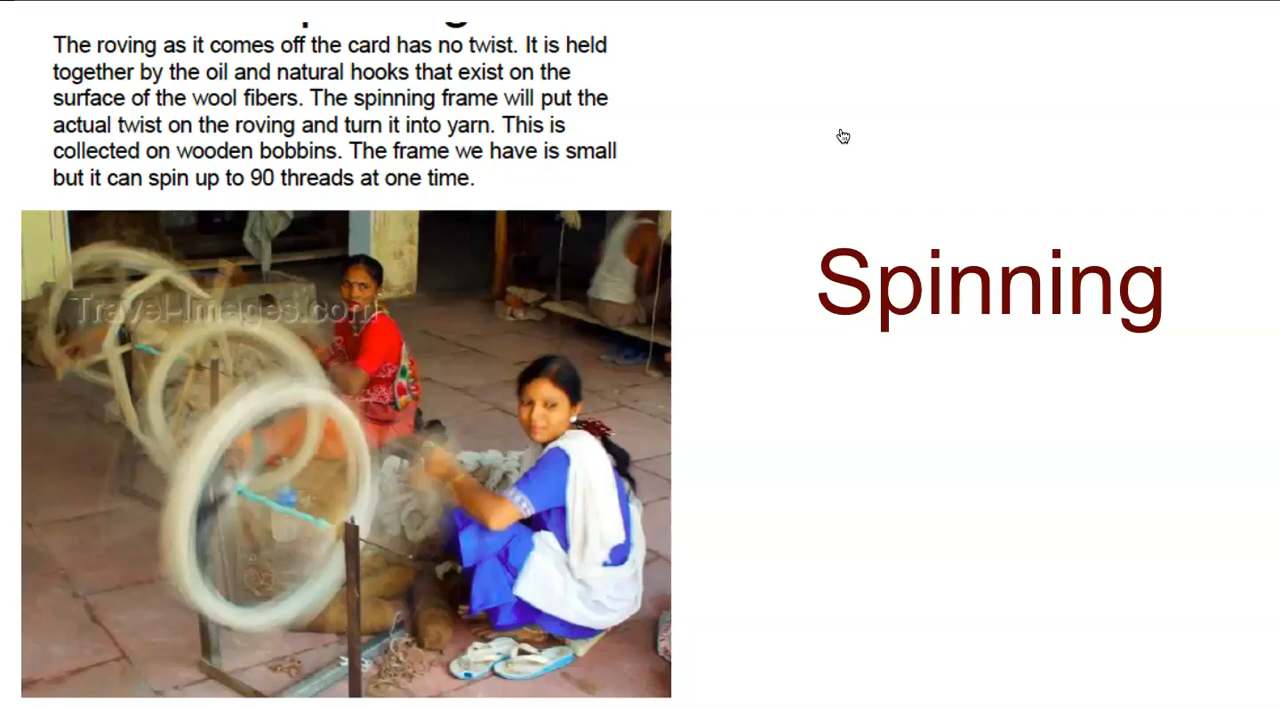 The roving as it comes off the card has no twist. It is held
together by the oil and natural hooks that exist on the
surface of the wool fibers. The spinning frame will put the
actual twist on the roving and turn it into yarn. This is
collected on wooden bobbins. The frame we have is small
but it can spin up to 90 threads at one time.
Spinning
Travel-Images.com